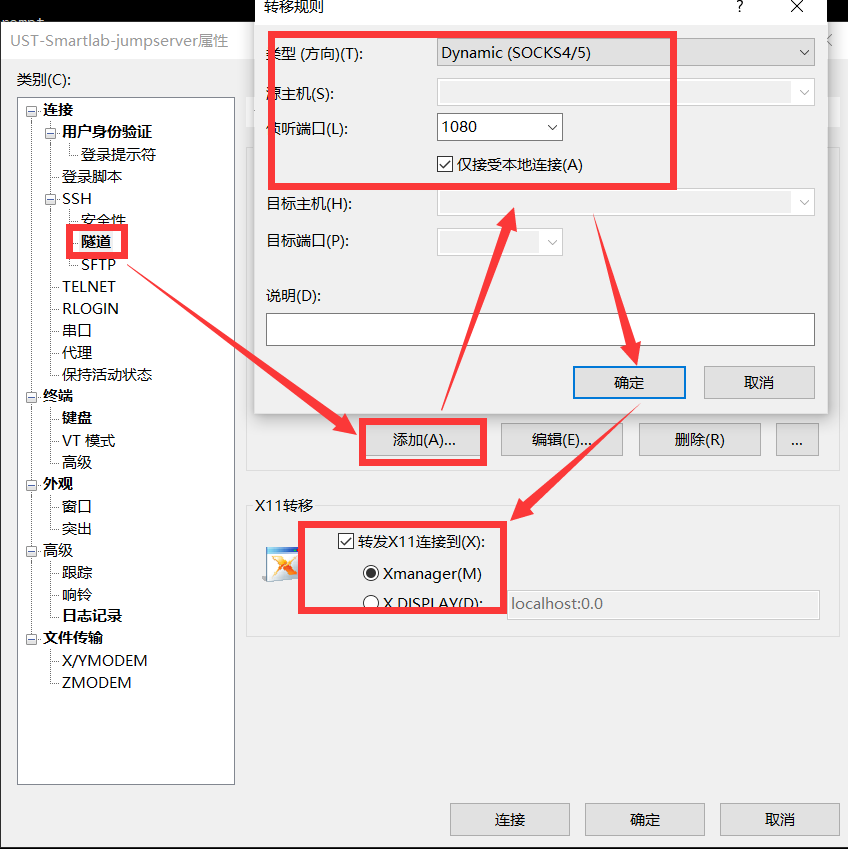 转移规则
?
UST-Smartlab-jumpserver属性
类别(C):
连接
用户身份验证
登录提示符
登录脚本
SSH
安全性
隧道
SFTP
TELNET
RLOGIN
串口
代理
保持活动状态
终端
键盘
VT 模式
高级
外观
窗口
突出
高级
跟踪
响铃
日志记录
文件传输
X/YMODEM
ZMODEM
类型 (方向)(T):
Dynamic (SOCKS4/5)
源主机(S):
侦听端口(L):
1080
仅接受本地连接(A)
目标主机(H):
目标端口(P):
说明(D):
确定
取消
添加(A)...
编辑(E)...
删除(R)
...
X11转移
转发X11连接到(X):
Xmanager(M)
X DISPLAY(D):
localhost:0.0
连接
确定
取消